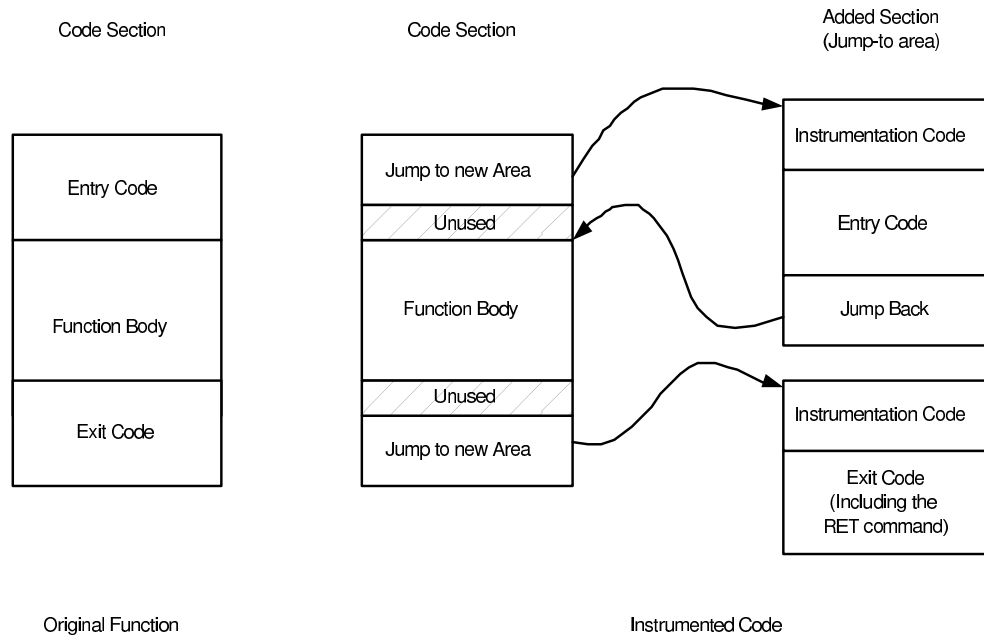 Code Section
Entry Code
Function Body
Exit Code
Original Function
Code Section
Jump to new Area
Unused
Function Body
Unused
Jump to new Area
Added Section
(Jump-to area)
Instrumentation Code
Entry Code
Jump Back
Instrumentation Code
Exit Code
(Including the
RET command)
Instrumented Code